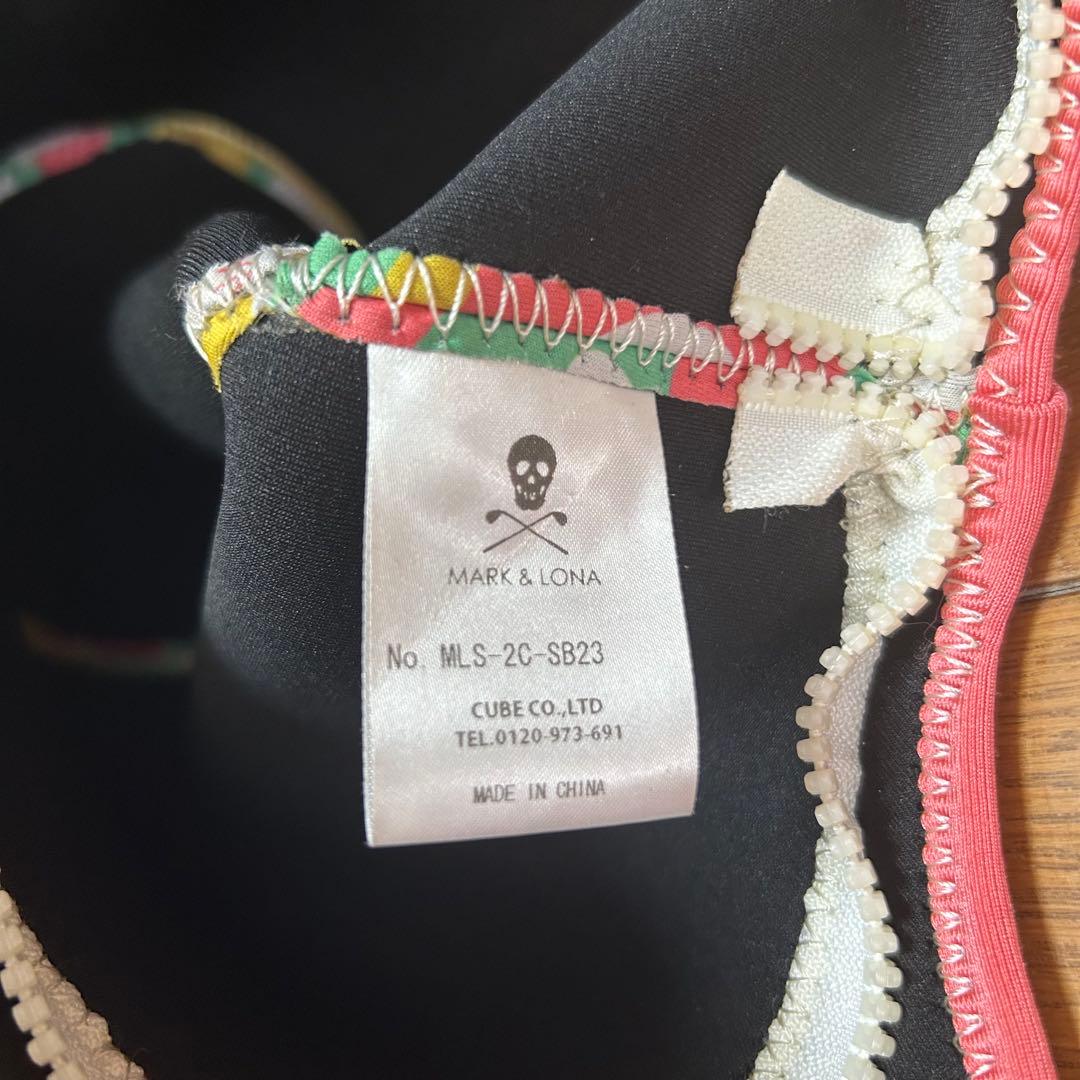 MARK & LONA
No. MLS-2C-SB23
CUBE CO.,LTD
TEL.0120-973-691
MADE IN CHINA